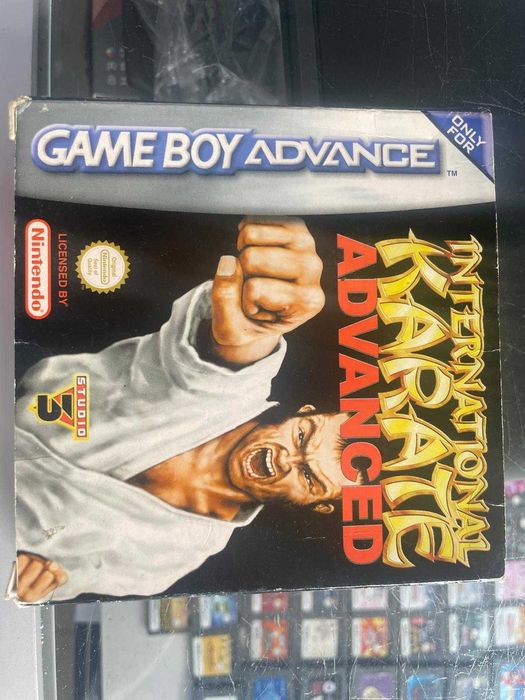 ONLY
FOR
GAME BOY ADVANCE
TM
INTERNATIONAL
KARATE
ADVANCED
Original
Nintendo
Seal of
Quality
LICENSED BY
Nintendo
STUDIO
3